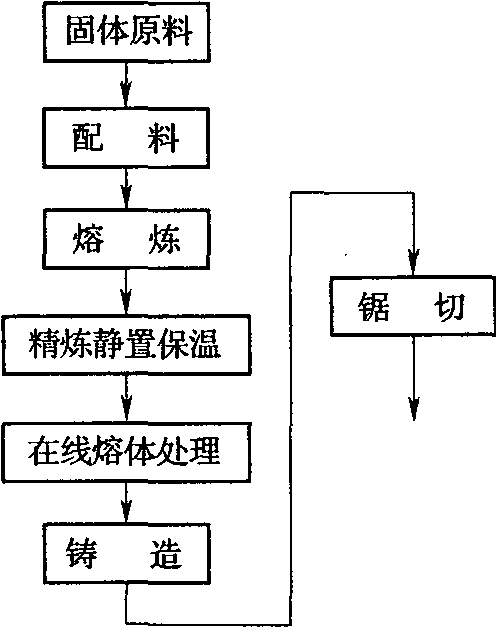 固体原料
配 料
熔 炼
精炼静置保温
在线熔体处理
铸 造
锯 切